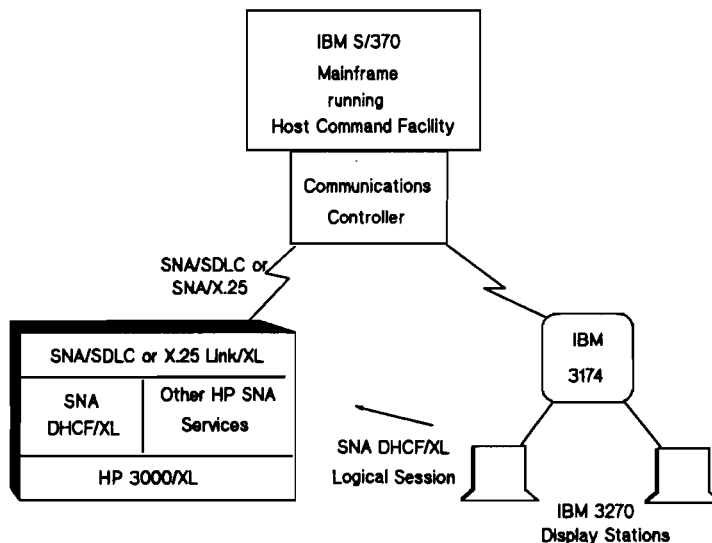 IBM S/370
Mainframe
running
Host Command Facility
Communications
Controller
SNA/SDLC or
SNA/X.25
SNA/SDLC or X.25 Link/XL
SNA
DHCF/XL
Other HP SNA
Services
HP 3000/XL
IBM
3174
SNA DHCF/XL
Logical Session
IBM 3270
Display Stations